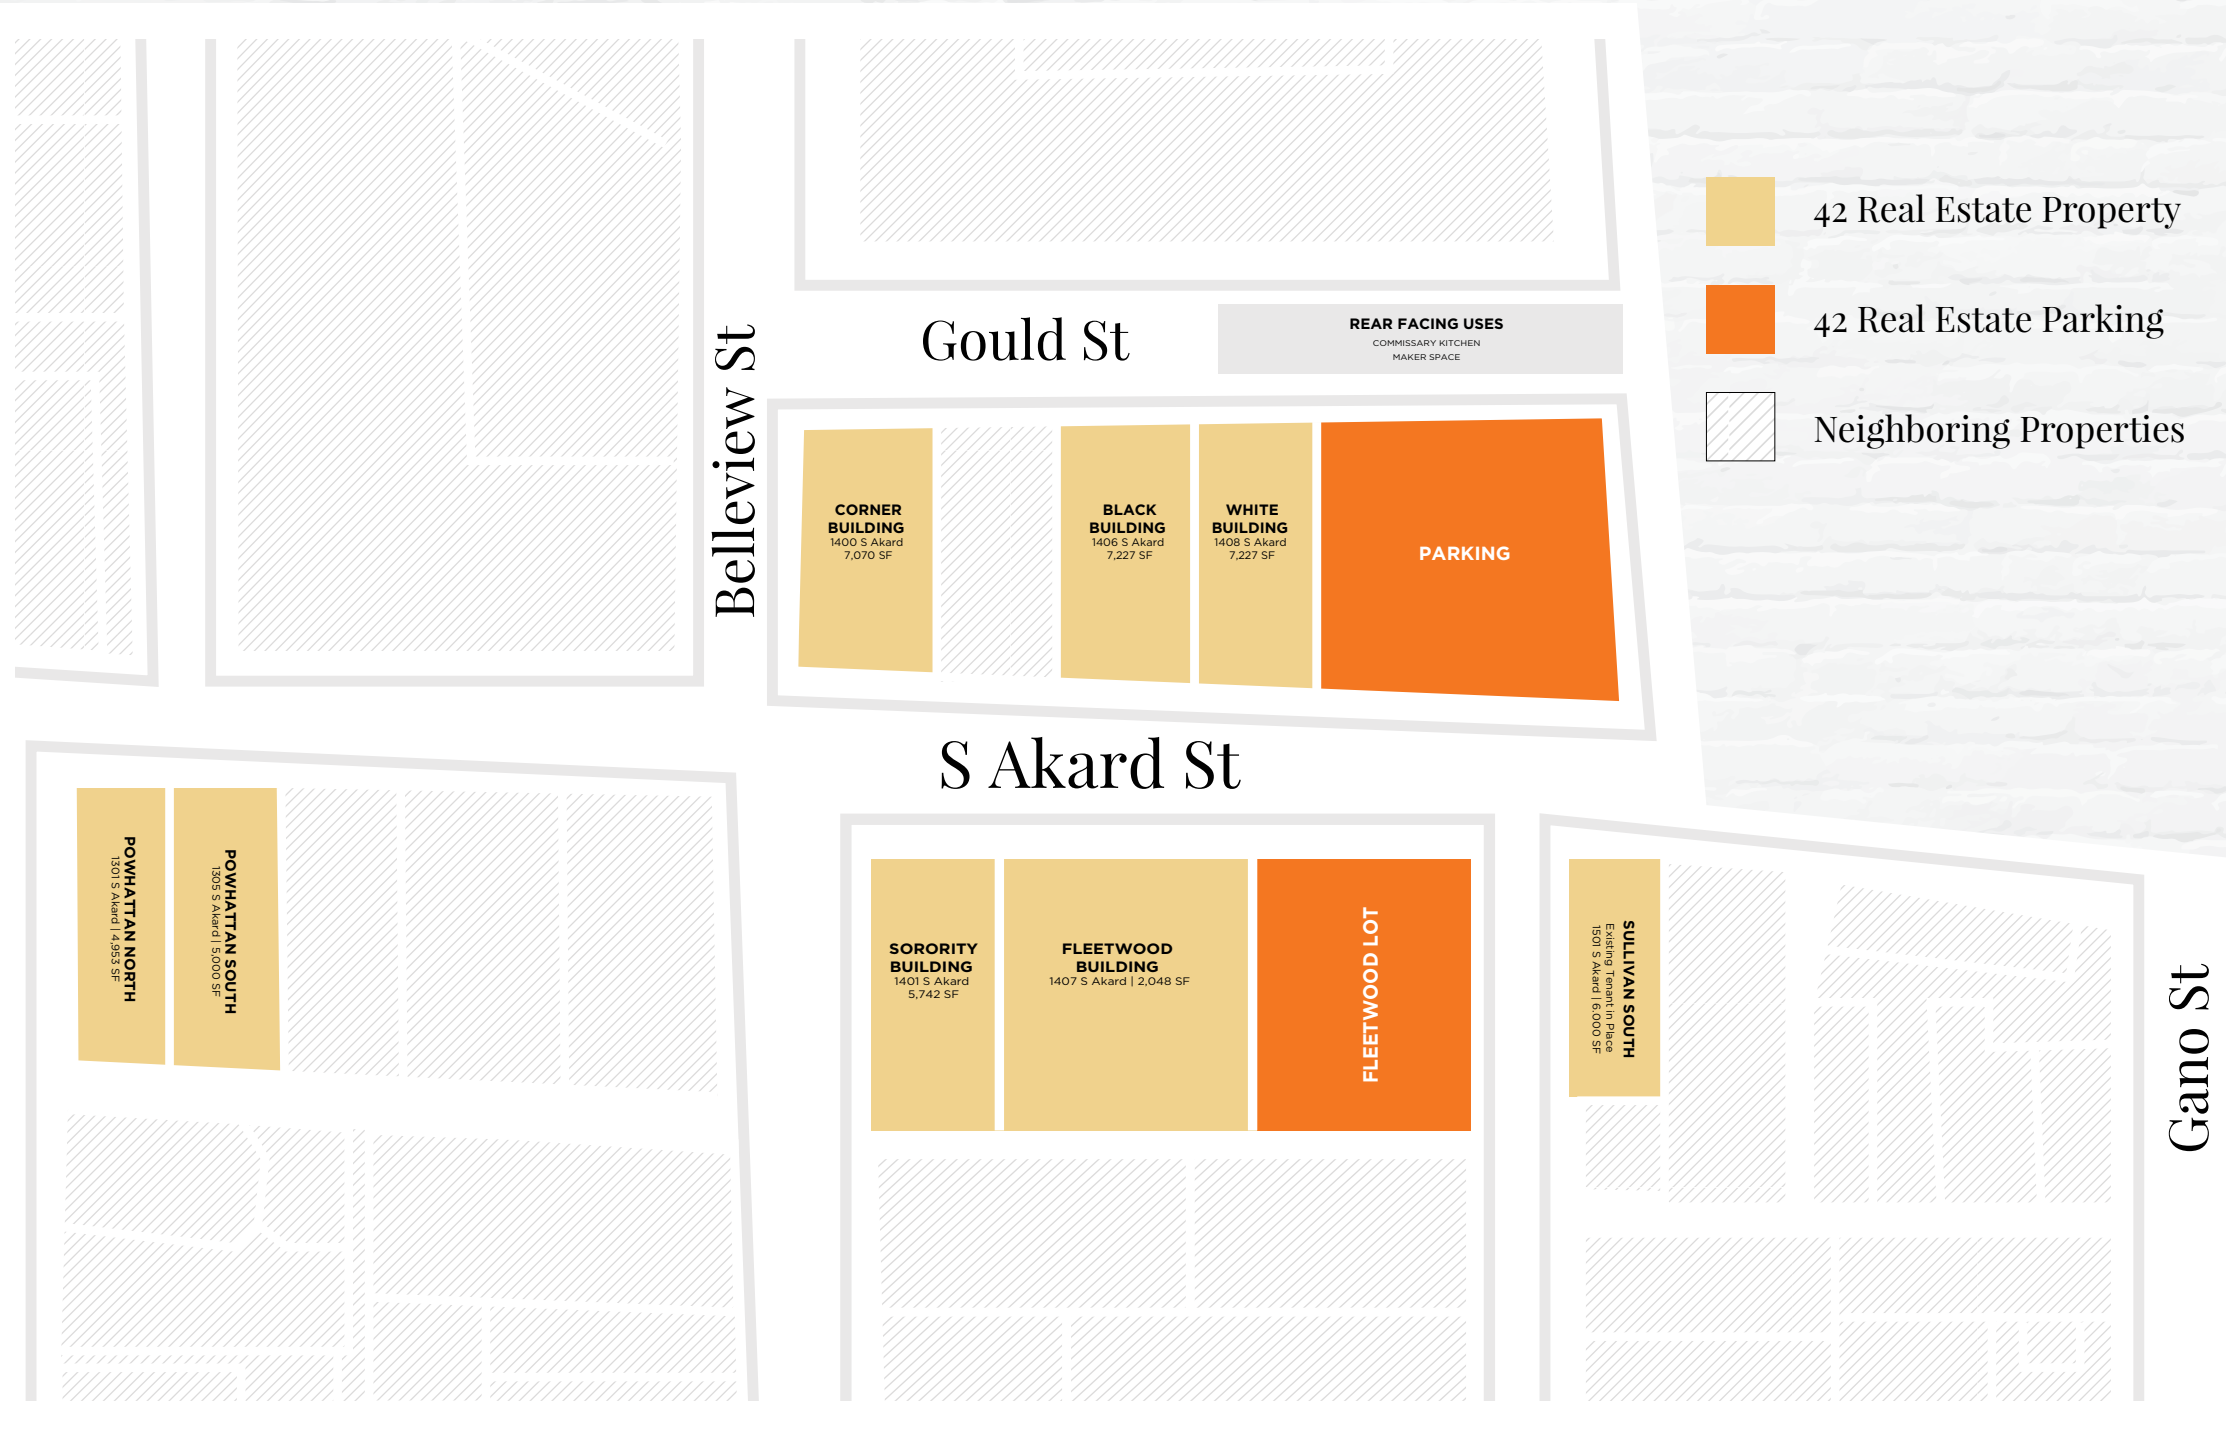 42 Real Estate Property
42 Real Estate Parking
Neighboring Properties
Gould St
REAR FACING USES
COMMISSARY KITCHEN
MAKER SPACE
Belleview St
CORNER
BUILDING
1400 S Akard
7,070 SF
BLACK
BUILDING
1406 S Akard
7,227 SF
WHITE
BUILDING
1408 S Akard
7,227 SF
PARKING
S Akard St
POWHATTAN NORTH
1301 S Akard | 4,953 SF
POWHATTAN SOUTH
1305 S Akard | 5,000 SF
SORORITY
BUILDING
1401 S Akard
5,742 SF
FLEETWOOD
BUILDING
1407 S Akard | 2,048 SF
FLEETWOOD LOT
SULLIVAN SOUTH
Existing Tenant in Place
1501 S Akard | 6.000 SF
Gano St